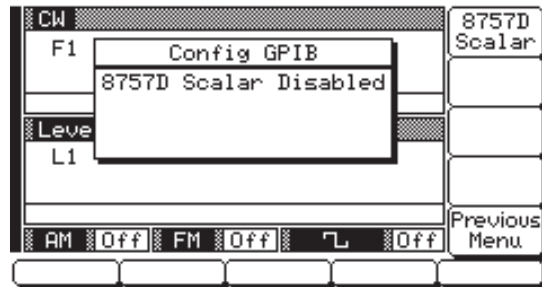 CW
F1
Config GPIB
8757D Scalar Disabled
Leve
L1
AM Off FM Off Off
8757D
Scalar
Previous
Menu